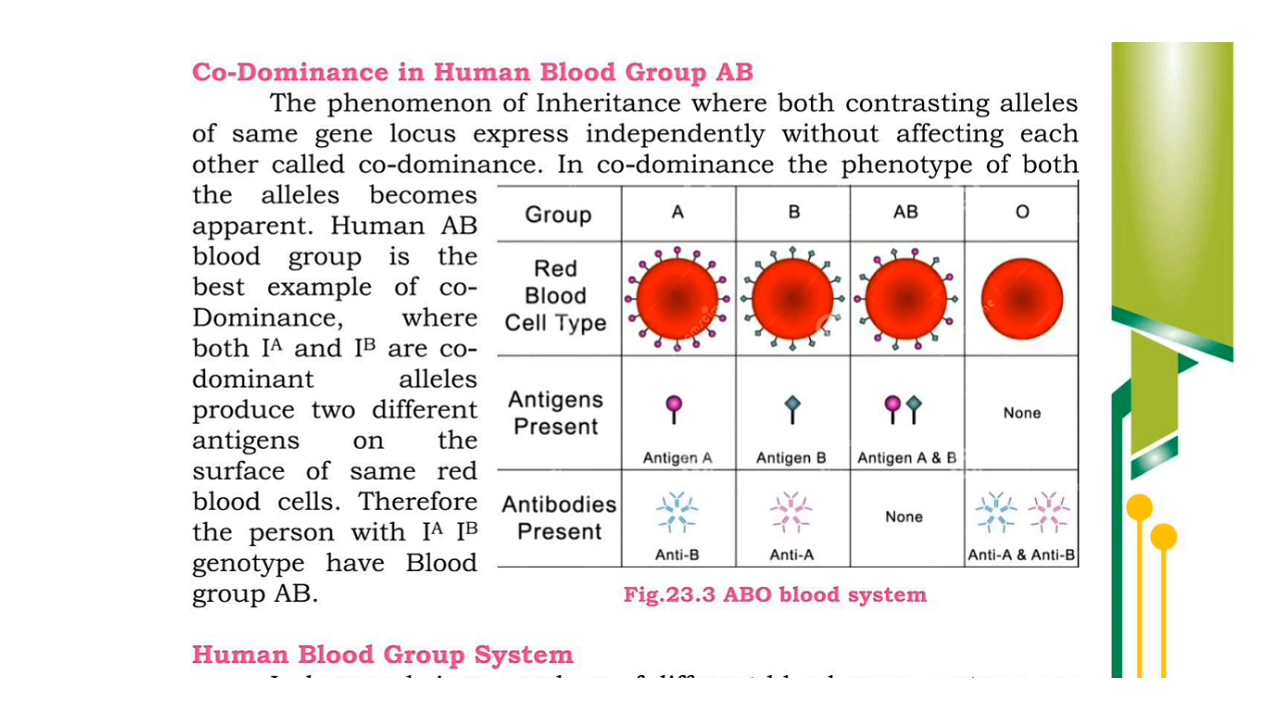 Co-Dominance in Human Blood Group AB
The phenomenon of Inheritance where both contrasting alleles
of same gene locus express independently without affecting each
other called co-dominance. In co-dominance the phenotype of both
the alleles becomes
apparent. Human AB
blood group is the
best example of co-
Dominance, where
both Iᴬ and Iᴮ are co-
dominant alleles
produce two different
antigens on the
surface of same red
blood cells. Therefore
the person with Iᴬ Iᴮ
genotype have Blood
group AB.
Group A B AB O
Red
Blood
Cell Type
Antigens
Present
None
Antigen A Antigen B Antigen A & B
Antibodies
Present
None
Anti-B Anti-A Anti-A & Anti-B
Fig.23.3 ABO blood system
Human Blood Group System